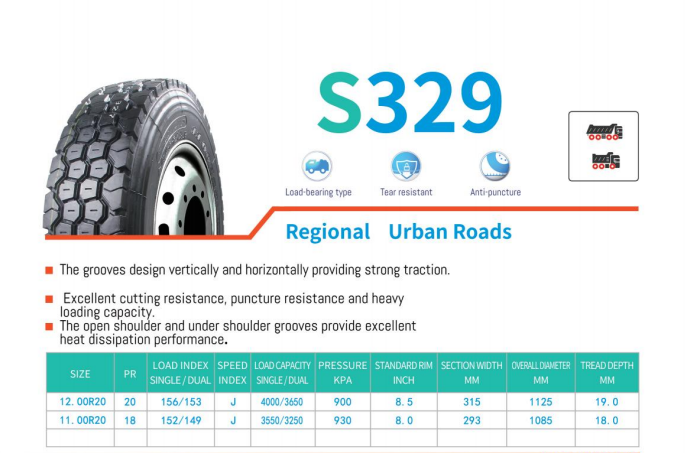 S329
Load-bearing type Tear resistant Anti-puncture
Regional Urban Roads
The grooves design vertically and horizontally providing strong traction.
Excellent cutting resistance, puncture resistance and heavy
loading capacity.
The open shoulder and under shoulder grooves provide excellent
heat dissipation performance.
SIZE PR LOAD INDEX SINGLE / DUAL SPEED INDEX LOAD CAPACITY SINGLE / DUAL PRESSURE KPA STANDARD RIM INCH SECTION WIDTH MM OVERALL DIAMETER MM TREAD DEPTH MM
12.00R20 20 156/153 J 4000/3650 900 8.5 315 1125 19.0
11.00R20 18 152/149 J 3550/3250 930 8.0 293 1085 18.0